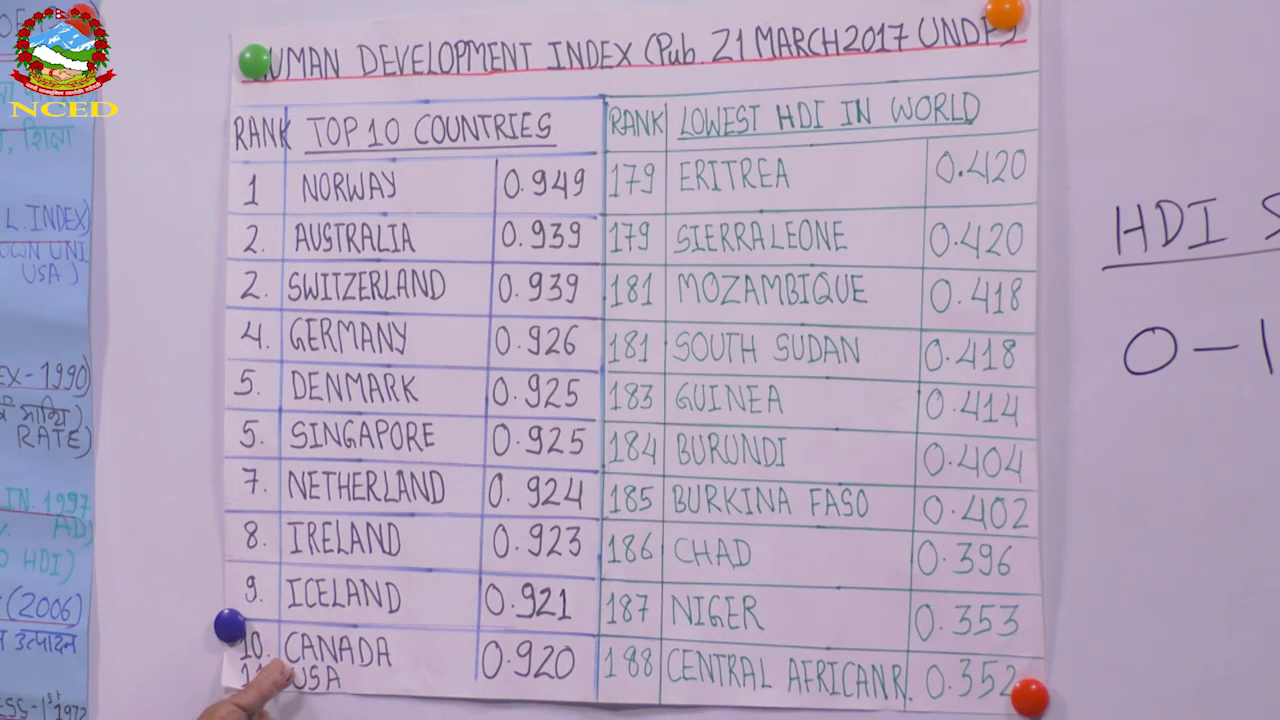 NCED
HUMAN DEVELOPMENT INDEX (Pub. 21 MARCH 2017 UNDP)
RANK TOP 10 COUNTRIES
1 NORWAY 0.949
2. AUSTRALIA 0.939
2. SWITZERLAND 0.939
4. GERMANY 0.926
5. DENMARK 0.925
5. SINGAPORE 0.925
7. NETHERLAND 0.924
8. IRELAND 0.923
9. ICELAND 0.921
10. CANADA 0.920
USA
RANK LOWEST HDI IN WORLD
179 ERITREA 0.420
179 SIERRALEONE 0.420
181 MOZAMBIQUE 0.418
181 SOUTH SUDAN 0.418
183 GUINEA 0.414
184 BURUNDI 0.404
185 BURKINA FASO 0.402
186 CHAD 0.396
187 NIGER 0.353
188 CENTRAL AFRICAN R. 0.352
HDI
0-1
शिक्षा
L. INDEX)
UNI
USA)
-1990)
RATE)
IN. 1997
AD)
HDI)
(2006)
उत्पादन
-1st 1972